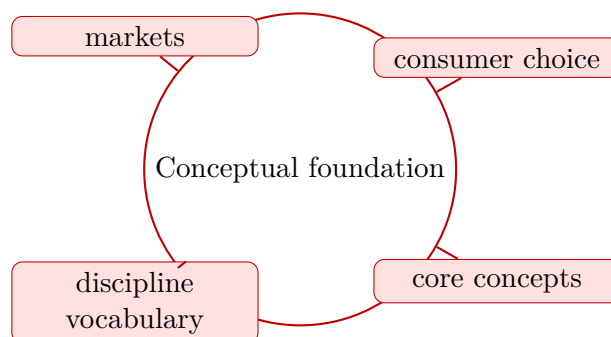 markets
consumer choice
Conceptual foundation
discipline
vocabulary
core concepts